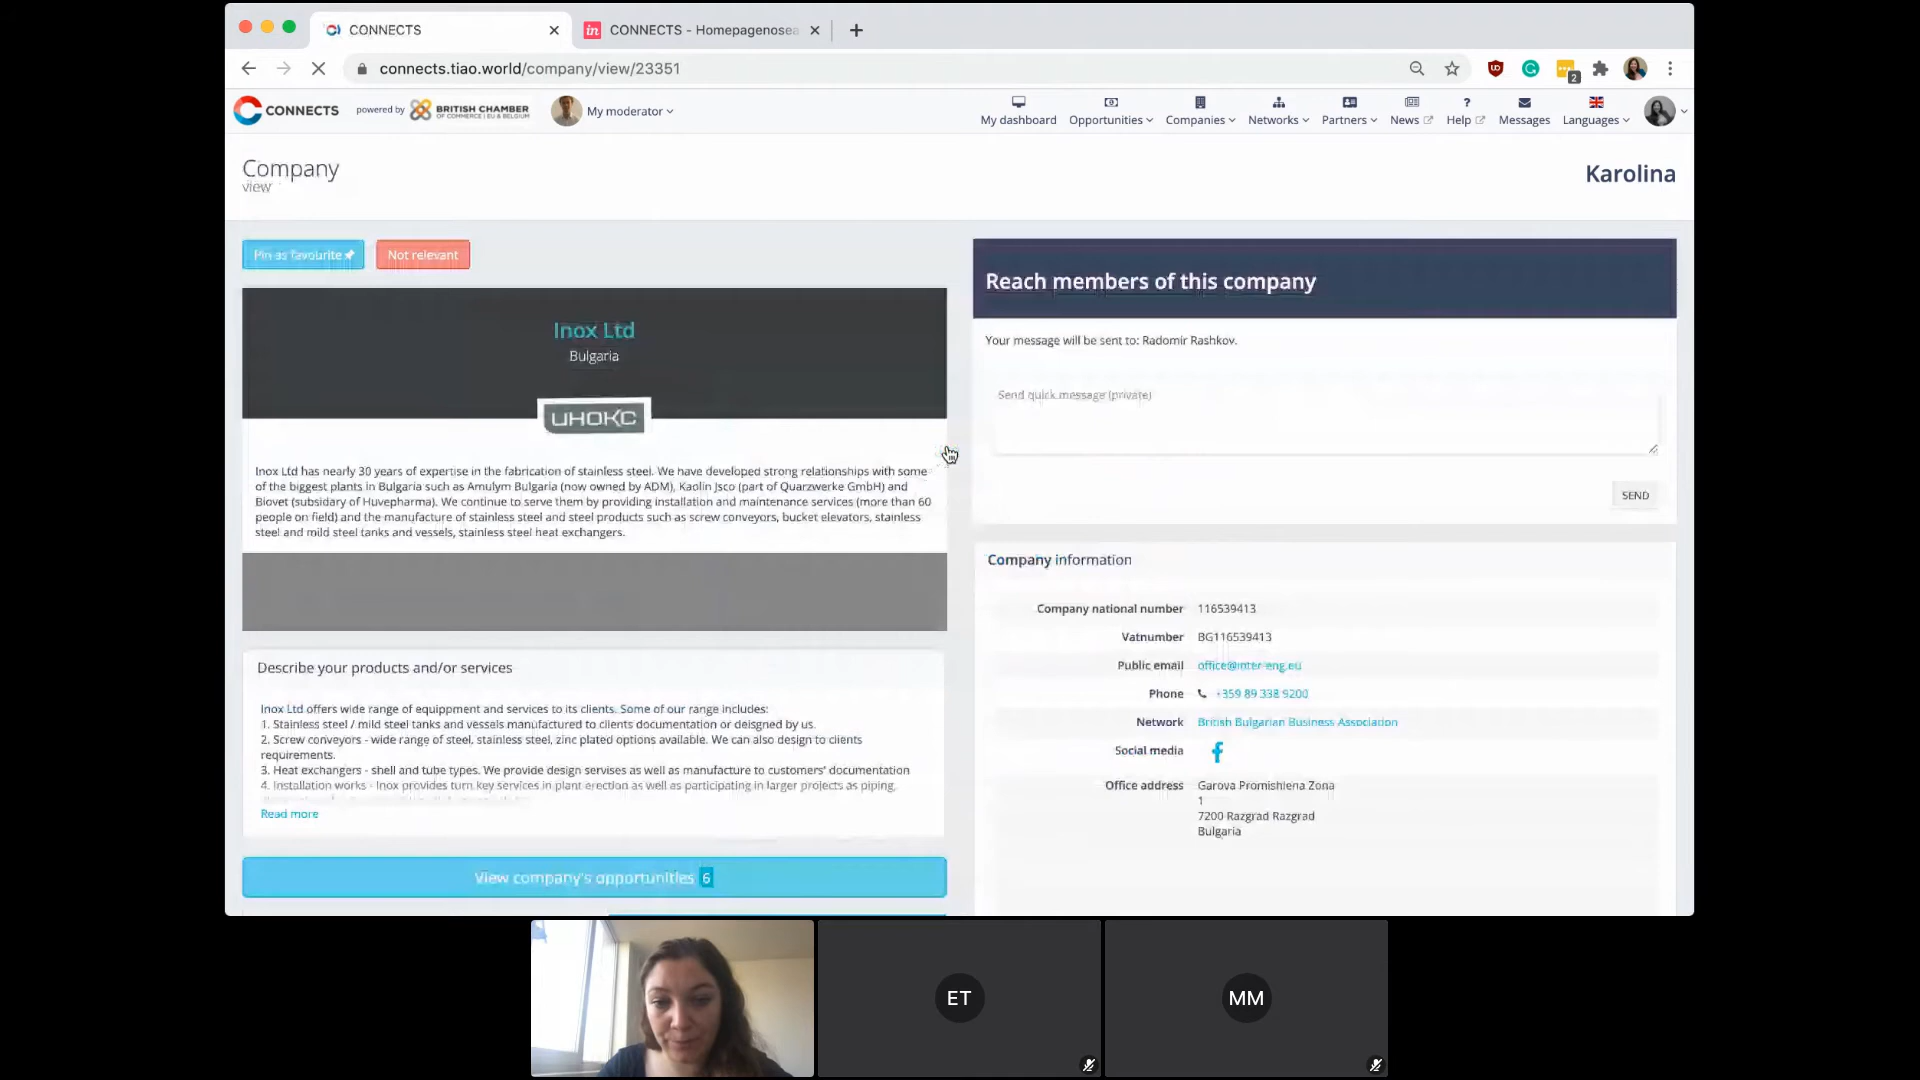 CONNECTS
CONNECTS - Homepagenosea
connects.tiao.world/company/view/23351
2
CONNECTS
powered by
BRITISH CHAMBER
OF COMMERCE | EU & BELGIUM
My moderator
My dashboard
Opportunities
Companies
Networks
Partners
News
? Help
Messages
Languages
Company
view
Karolina
Pin as favourite
Not relevant
Inox Ltd
Bulgaria
ИНОКС
Inox Ltd has nearly 30 years of expertise in the fabrication of stainless steel. We have developed strong relationships with some
of the biggest plants in Bulgaria such as Amulym Bulgaria (now owned by ADM), Kaolin Jsco (part of Quarzwerke GmbH) and
Biovet (subsidary of Huvepharma). We continue to serve them by providing installation and maintenance services (more than 60
people on field) and the manufacture of stainless steel and steel products such as screw conveyors, bucket elevators, stainless
steel and mild steel tanks and vessels, stainless steel heat exchangers.
Describe your products and/or services
Inox Ltd offers wide range of equippment and services to its clients. Some of our range includes:
1. Stainless steel / mild steel tanks and vessels manufactured to clients documentation or deisgned by us.
2. Screw conveyors - wide range of steel, stainless steel, zinc plated options available. We can also design to clients
requirements.
3. Heat exchangers - shell and tube types. We provide design servises as well as manufacture to customers' documentation
4. Installation works - Inox provides turn key services in plant erection as well as participating in larger projects as piping,
Read more
View company's opportunities 6
Reach members of this company
Your message will be sent to: Radomir Rashkov.
Send quick message (private)
SEND
Company information
Company national number 116539413
Vatnumber BG116539413
Public email office@inter-eng.eu
Phone +359 89 338 9200
Network British Bulgarian Business Association
Social media
Office address Garova Promishlena Zona
1
7200 Razgrad Razgrad
Bulgaria
ET
MM